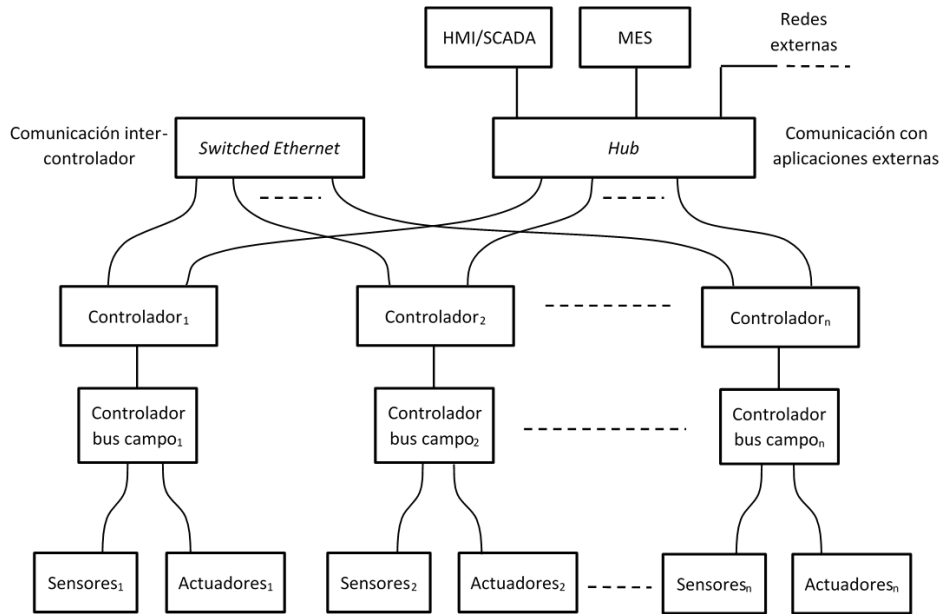 HMI/SCADA
MES
Redes
externas
Comunicación inter-
controlador
Switched Ethernet
Hub
Comunicación con
aplicaciones externas
Controlador₁
Controlador₂
Controladorₙ
Controlador
bus campo₁
Controlador
bus campo₂
Controlador
bus campoₙ
Sensores₁
Actuadores₁
Sensores₂
Actuadores₂
Sensoresₙ
Actuadoresₙ